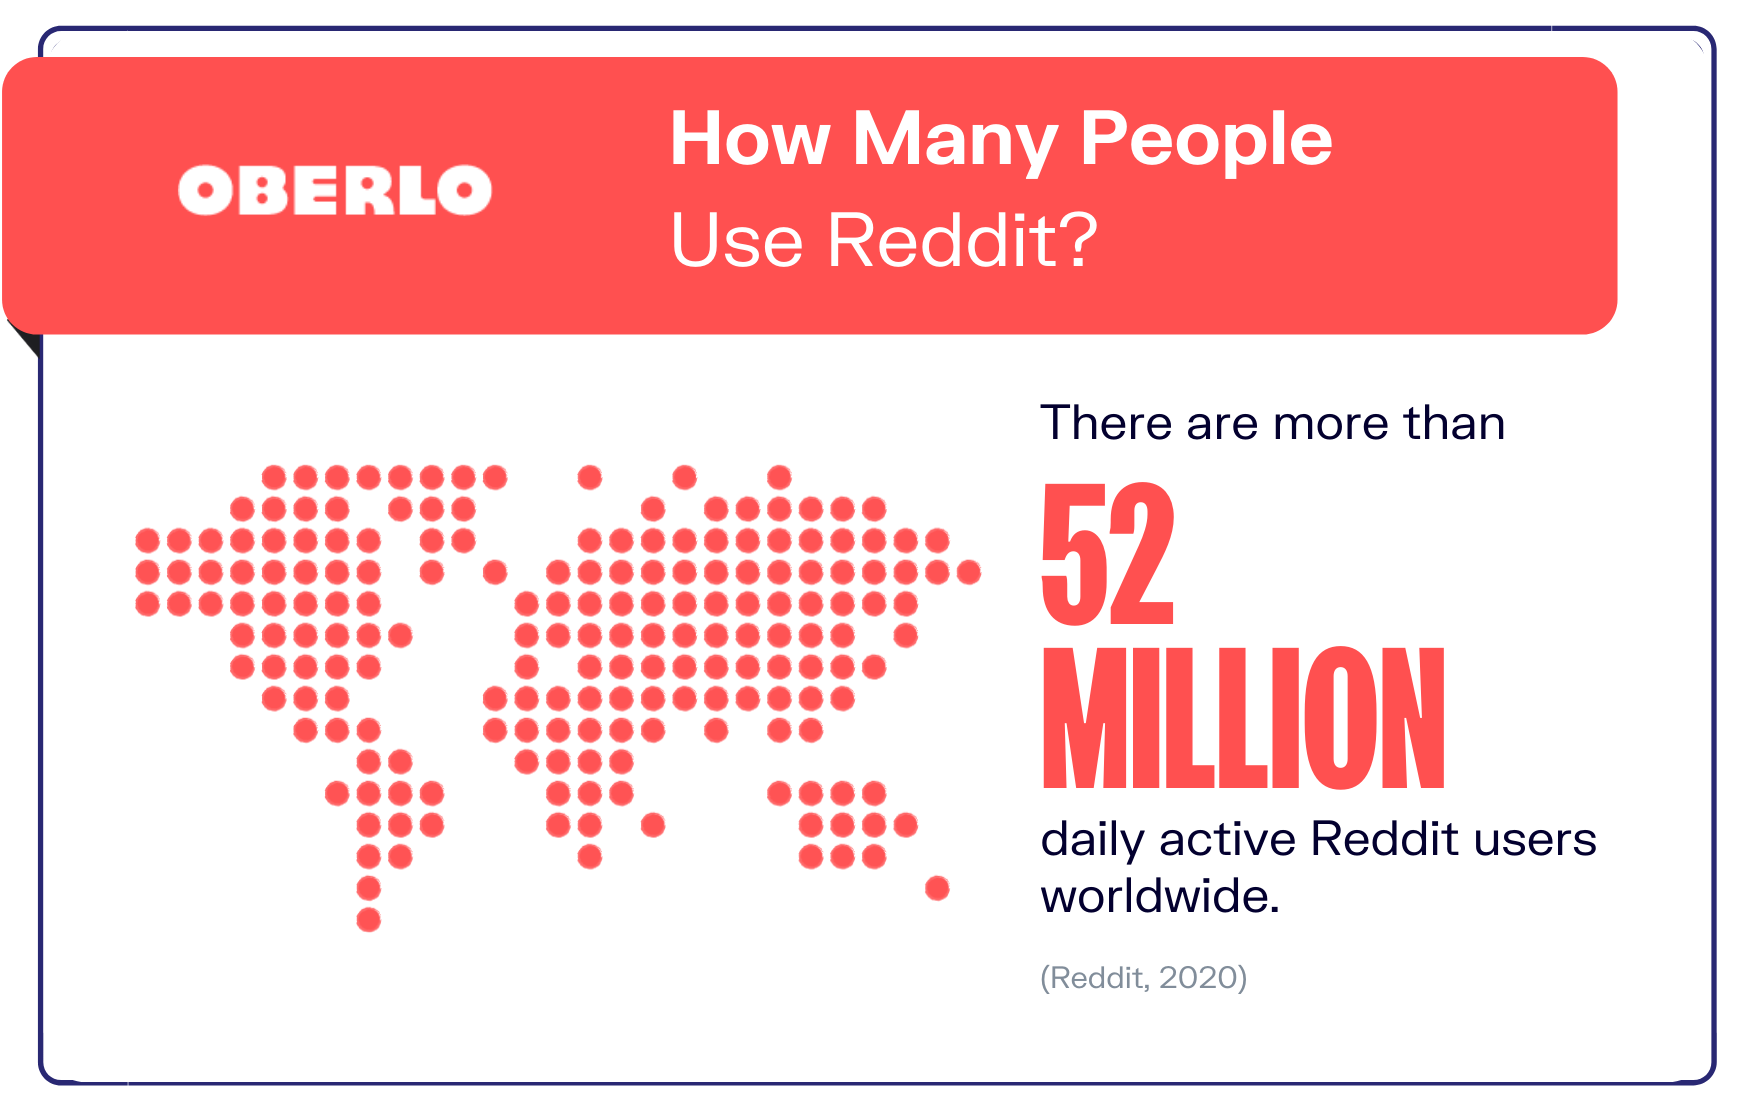 OBERLO
How Many People
Use Reddit?
There are more than
52
MILLION
daily active Reddit users
worldwide.
(Reddit, 2020)